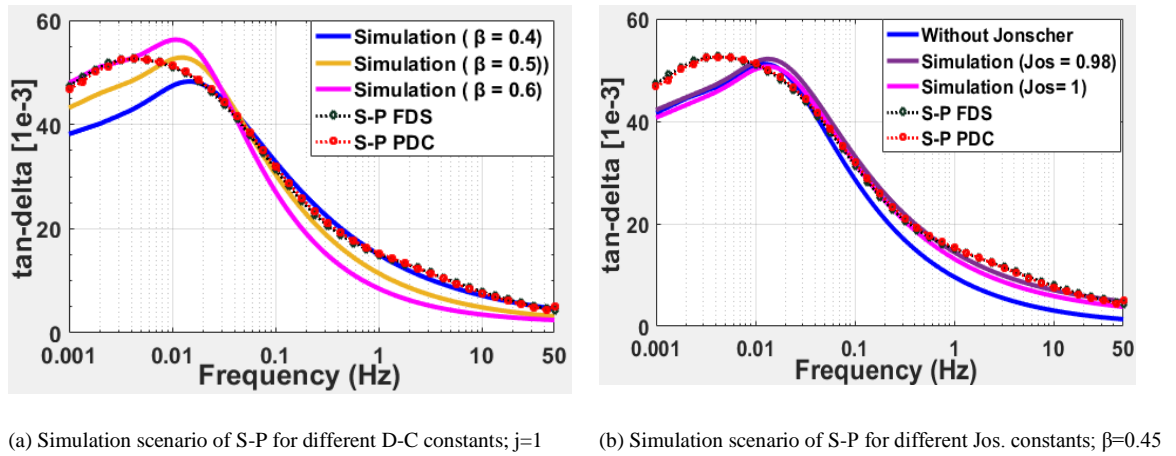 60
40
20
0
tan-delta [1e-3]
Simulation ( β = 0.4)
Simulation ( β = 0.5))
Simulation ( β = 0.6)
S-P FDS
S-P PDC
0.001 0.01 0.1 1 10 50
Frequency (Hz)
60
40
20
0
tan-delta [1e-3]
Without Jonscher
Simulation (Jos = 0.98)
Simulation (Jos= 1)
S-P FDS
S-P PDC
0.001 0.01 0.1 1 10 50
Frequency (Hz)
(a) Simulation scenario of S-P for different D-C constants; j=1
(b) Simulation scenario of S-P for different Jos. constants; β=0.45